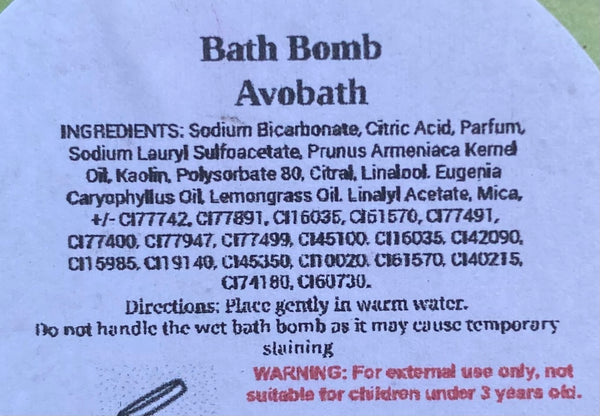 Bath Bomb
Avobath
INGREDIENTS: Sodium Bicarbonate, Citric Acid, Parfum,
Sodium Lauryl Sulfoacetate, Prunus Armeniaca Kernel
Oil, Kaolin, Polysorbate 80, Citral, Linalool. Eugenia
Caryophyllus Oil, Lemongrass Oil. Linalyl Acetate, Mica,
+/- CI77742, CI77891, CI16035, CI61570, CI77491,
CI77400, CI77947, CI77499, CI45100. CI16035. CI42090,
CI15985, CI19140, CI45350, CI10020. CI61570, CI40215,
CI74180, CI60730.
Directions: Place gently in warm water.
Do not handle the wet bath bomb as it may cause temporary
staining
WARNING: For external use only, not
suitable for children under 3 years old.